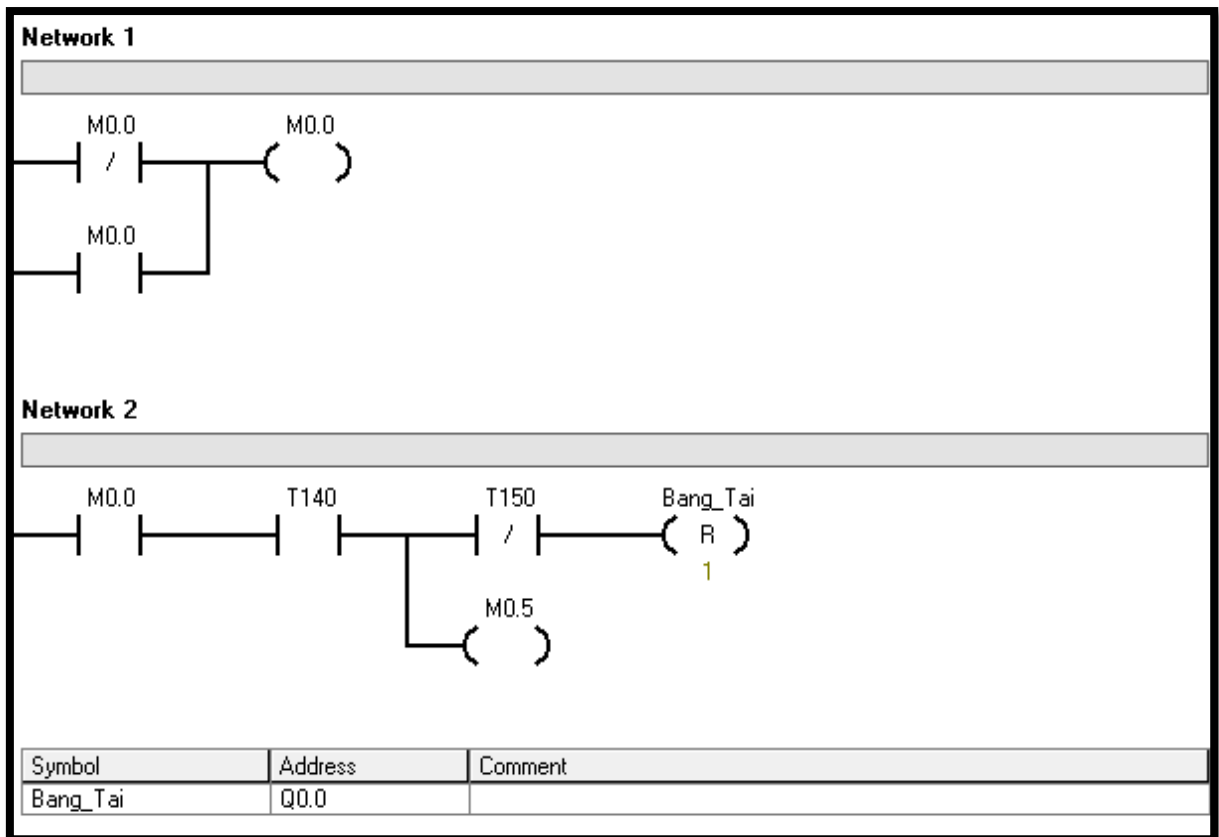 Network 1
M0.0 M0.0
/
M0.0
Network 2
M0.0 T140 T150 Bang_Tai
/ R
1
M0.5
Symbol Address Comment
Bang_Tai Q0.0